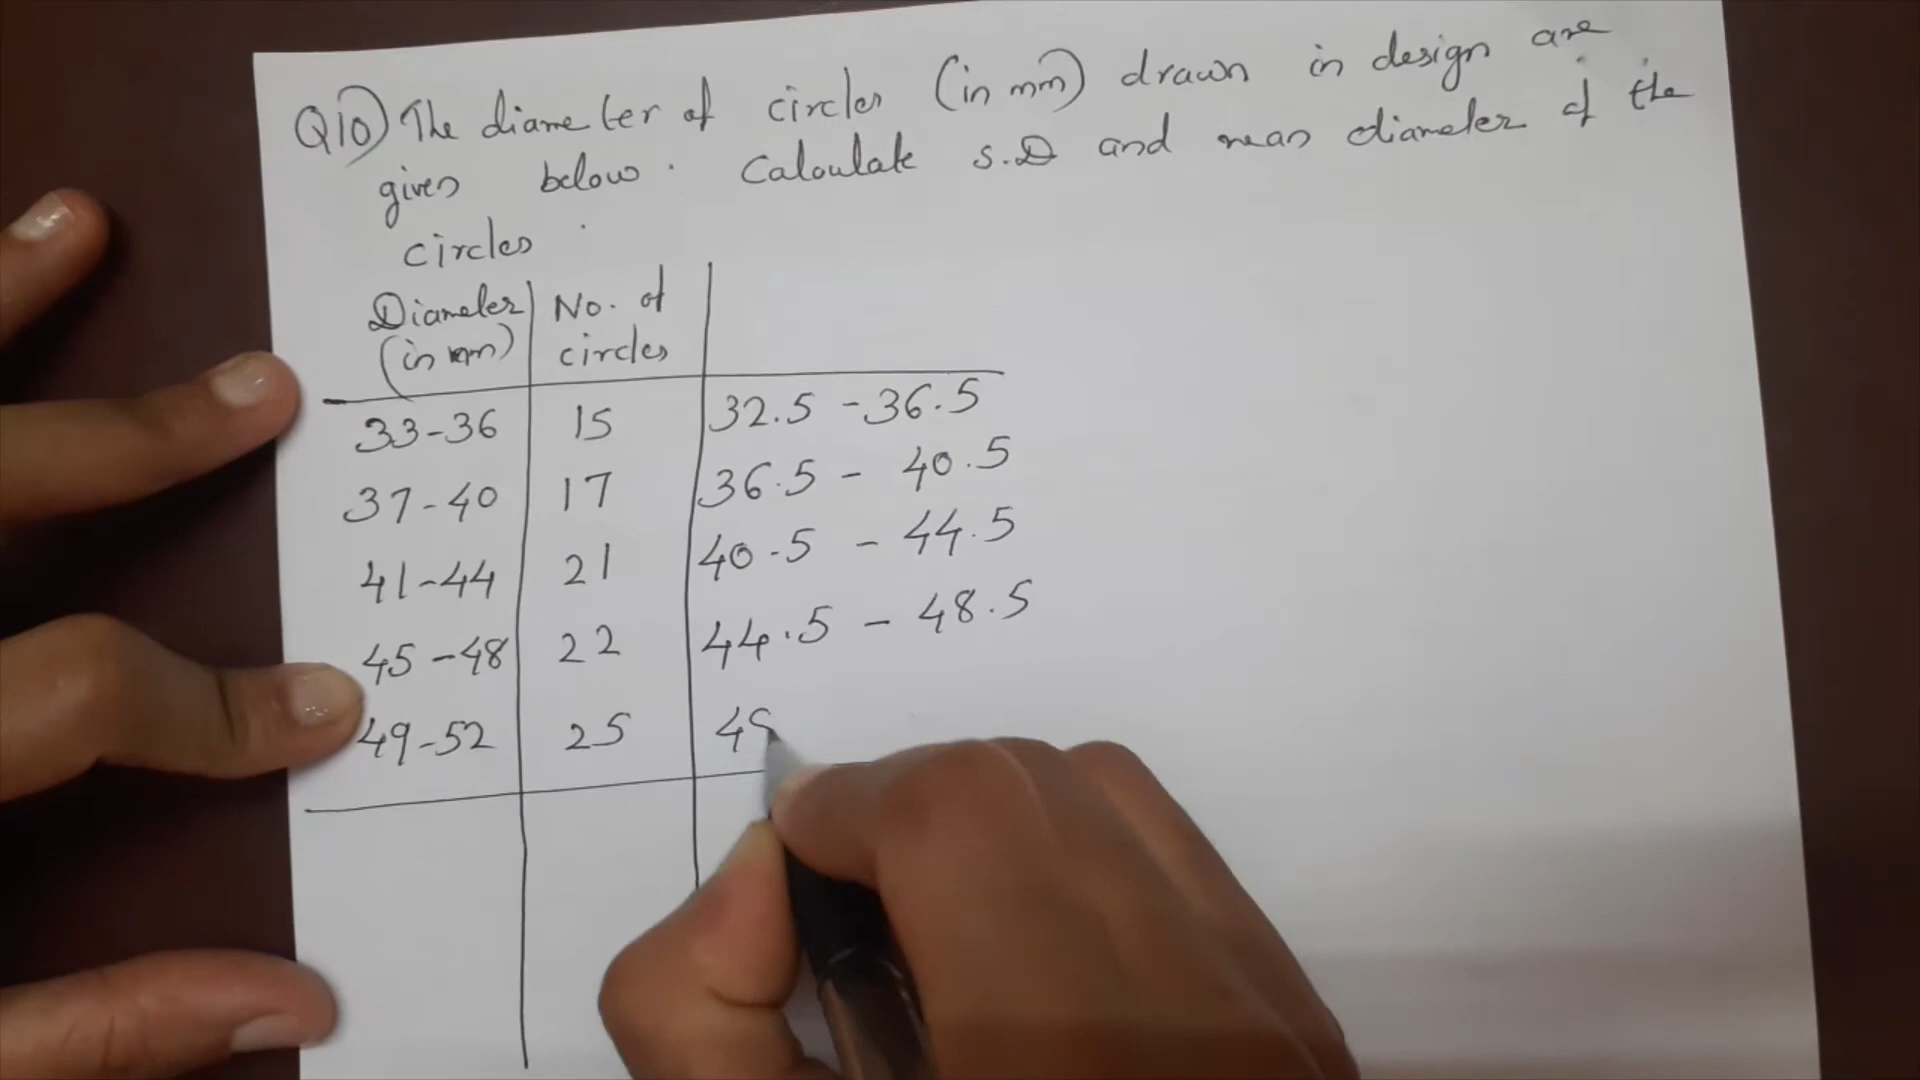 Q10) The diameter of circles (in mm) drawn in design are
given below. Calculate S.D and mean diameter of the
circles.
Diameter (in mm) No. of circles
33-36 15 32.5 - 36.5
37-40 17 36.5 - 40.5
41-44 21 40.5 - 44.5
45-48 22 44.5 - 48.5
49-52 25